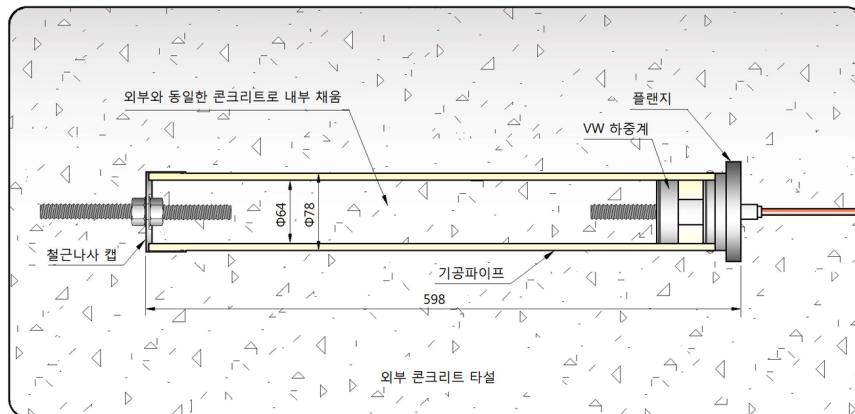 외부와 동일한 콘크리트로 내부 채움
플랜지
VW 하중계
Φ64
Φ78
철근나사 캡
기공파이프
598
외부 콘크리트 타설